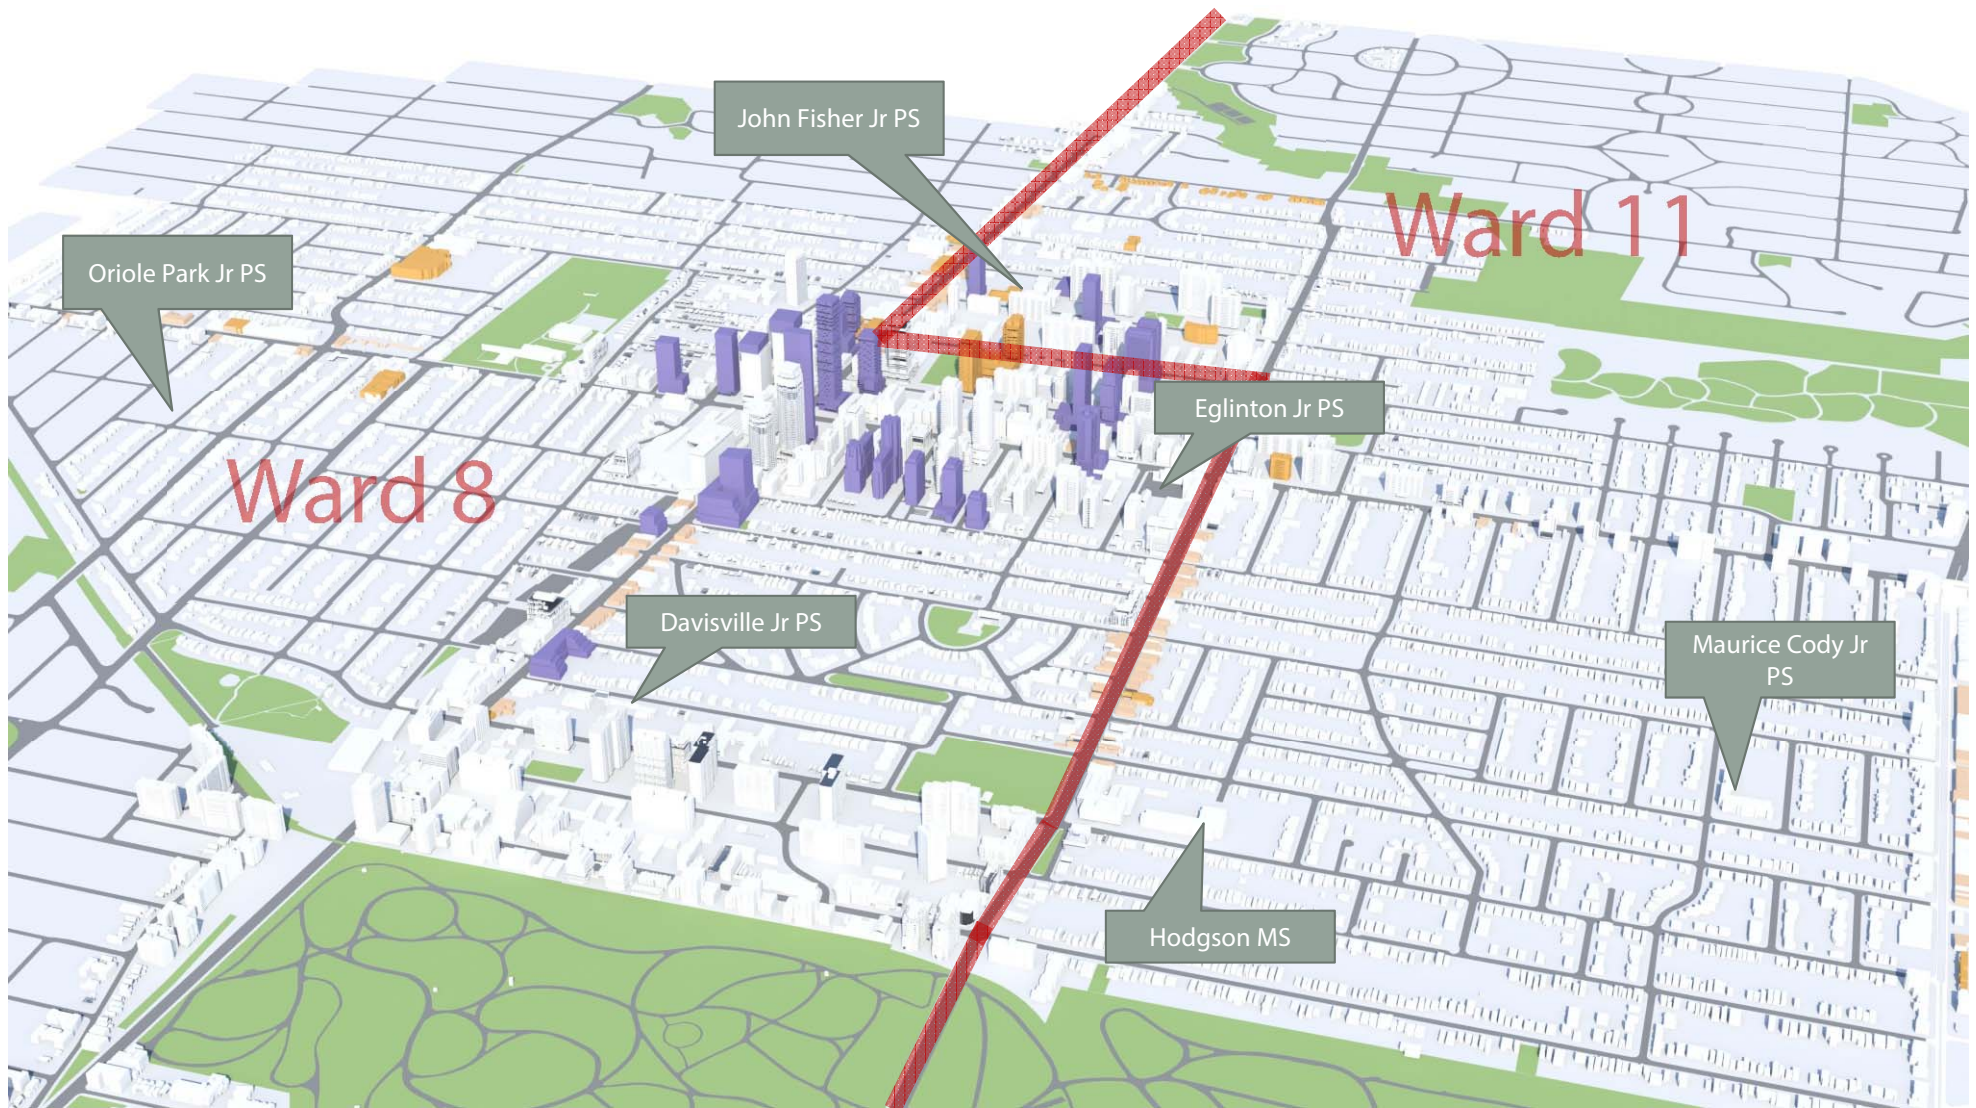 John Fisher Jr PS
Ward 11
Oriole Park Jr PS
Eglinton Jr PS
Ward 8
Davisville Jr PS
Maurice Cody Jr
PS
Hodgson MS